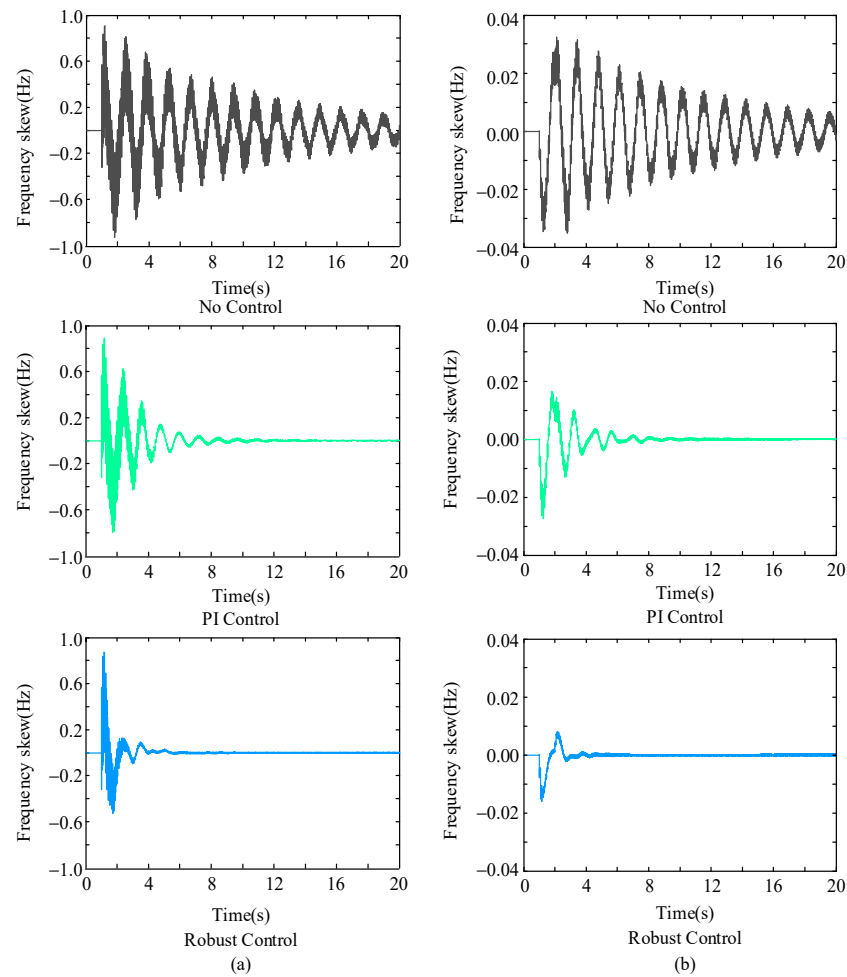 1.0
0.6
0.2
−0.2
−0.6
−1.0
Frequency skew(Hz)
0 4 8 12 16 20
Time(s)
No Control
0.04
0.02
0.00
−0.02
−0.04
Frequency skew(Hz)
0 4 8 12 16 20
Time(s)
No Control
1.0
0.6
0.2
−0.2
−0.6
−1.0
Frequency skew(Hz)
0 4 8 12 16 20
Time(s)
PI Control
0.04
0.02
0.00
−0.02
−0.04
Frequency skew(Hz)
0 4 8 12 16 20
Time(s)
PI Control
1.0
0.6
0.2
−0.2
−0.6
−1.0
Frequency skew(Hz)
0 4 8 12 16 20
Time(s)
Robust Control
(a)
0.04
0.02
0.00
−0.02
−0.04
Frequency skew(Hz)
0 4 8 12 16 20
Time(s)
Robust Control
(b)